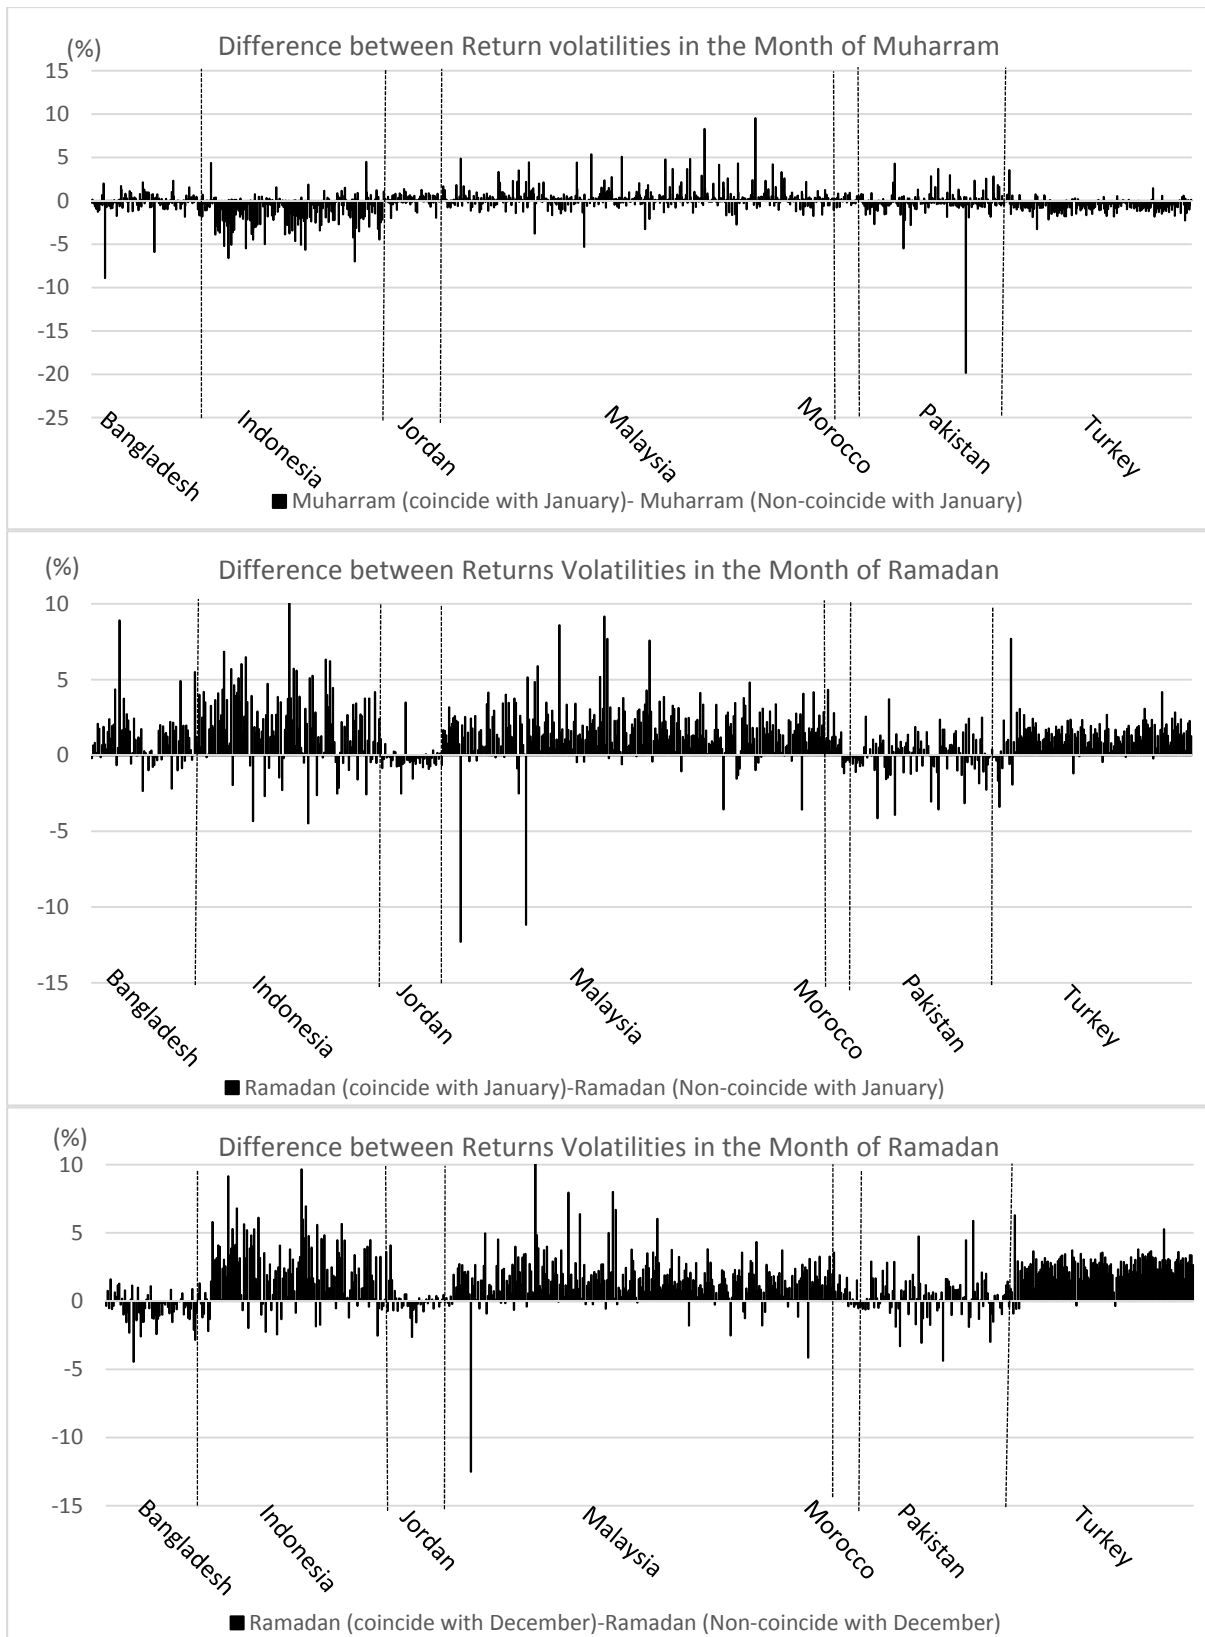 (%)
Difference between Return volatilities in the Month of Muharram
15
10
5
0
-5
-10
-15
-20
-25
Bangladesh
Indonesia
Jordan
Malaysia
Morocco
Pakistan
Turkey
Muharram (coincide with January)- Muharram (Non-coincide with January)
(%)
Difference between Returns Volatilities in the Month of Ramadan
10
5
0
-5
-10
-15
Bangladesh
Indonesia
Jordan
Malaysia
Morocco
Pakistan
Turkey
Ramadan (coincide with January)-Ramadan (Non-coincide with January)
(%)
Difference between Returns Volatilities in the Month of Ramadan
10
5
0
-5
-10
-15
Bangladesh
Indonesia
Jordan
Malaysia
Morocco
Pakistan
Turkey
Ramadan (coincide with December)-Ramadan (Non-coincide with December)